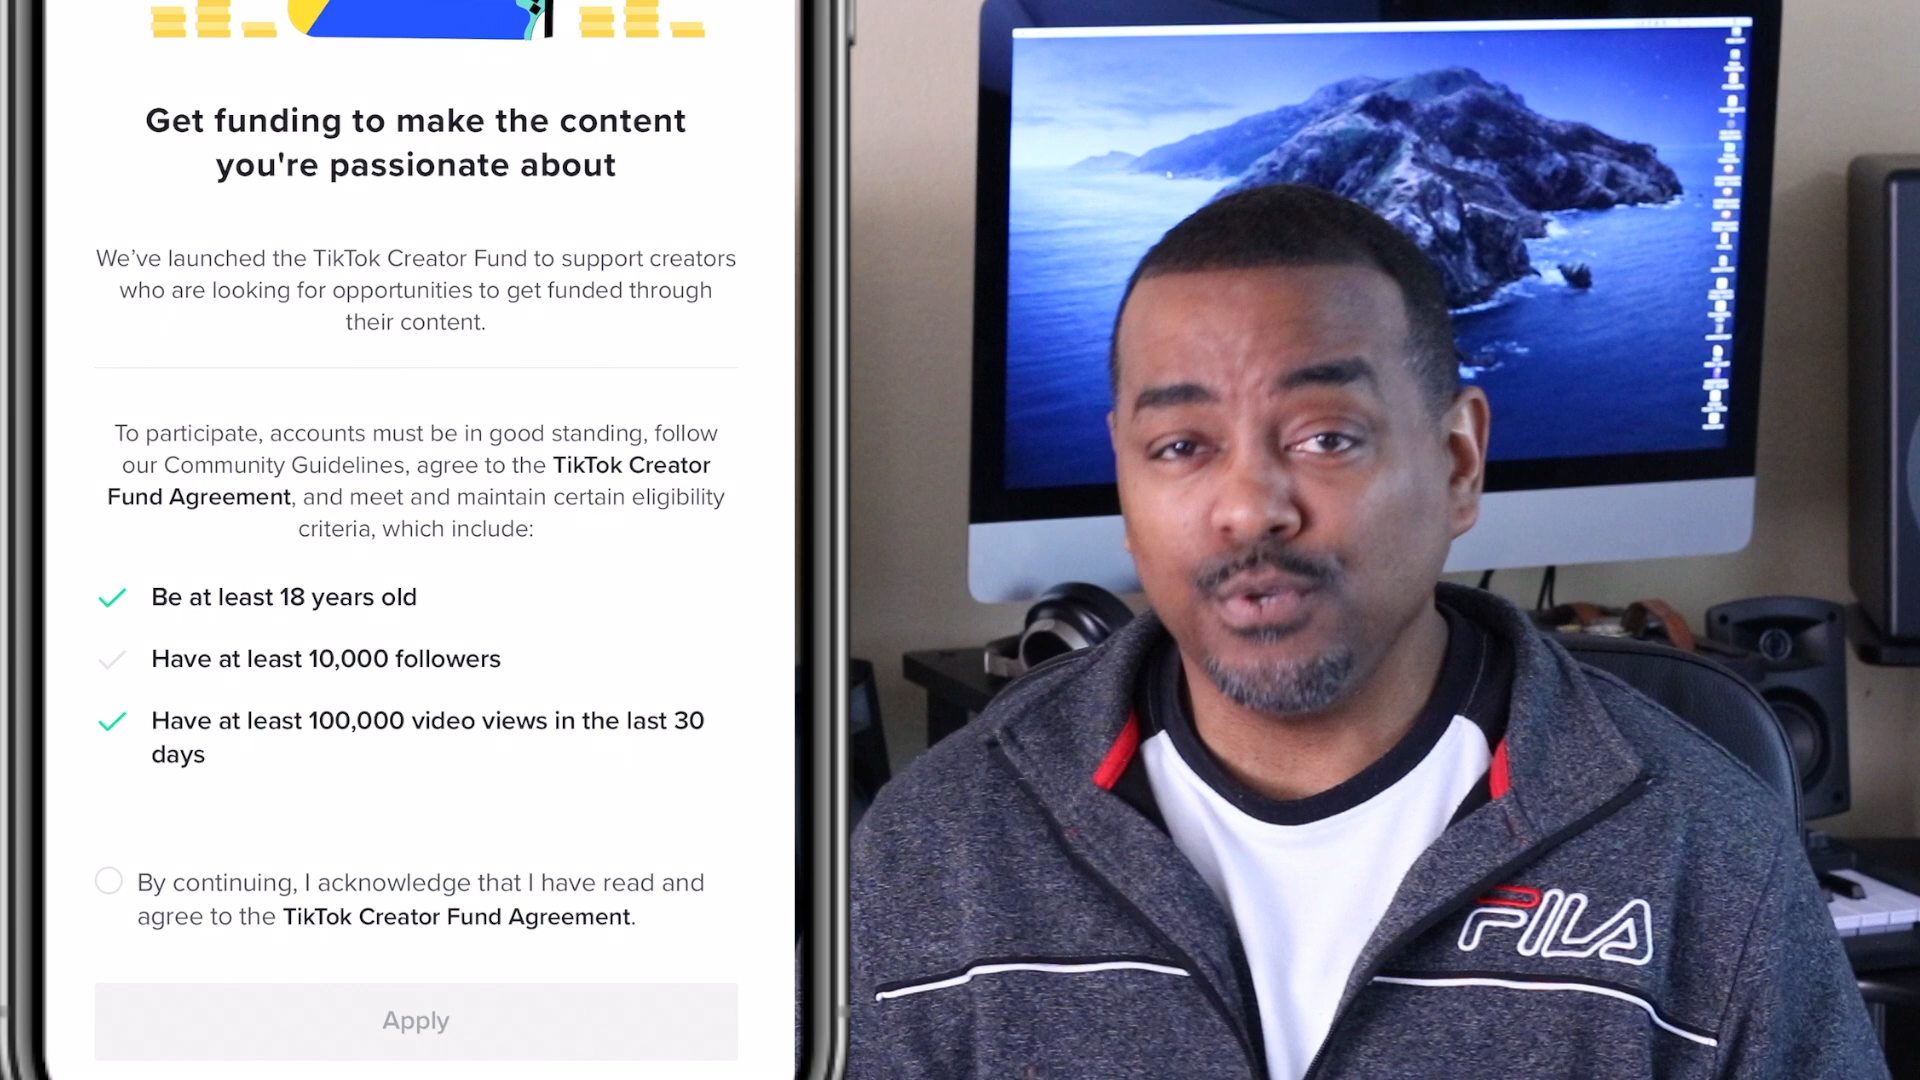 Get funding to make the content
you're passionate about
We've launched the TikTok Creator Fund to support creators
who are looking for opportunities to get funded through
their content.
To participate, accounts must be in good standing, follow
our Community Guidelines, agree to the TikTok Creator
Fund Agreement, and meet and maintain certain eligibility
criteria, which include:
Be at least 18 years old
Have at least 10,000 followers
Have at least 100,000 video views in the last 30
days
By continuing, I acknowledge that I have read and
agree to the TikTok Creator Fund Agreement.
Apply
FILA